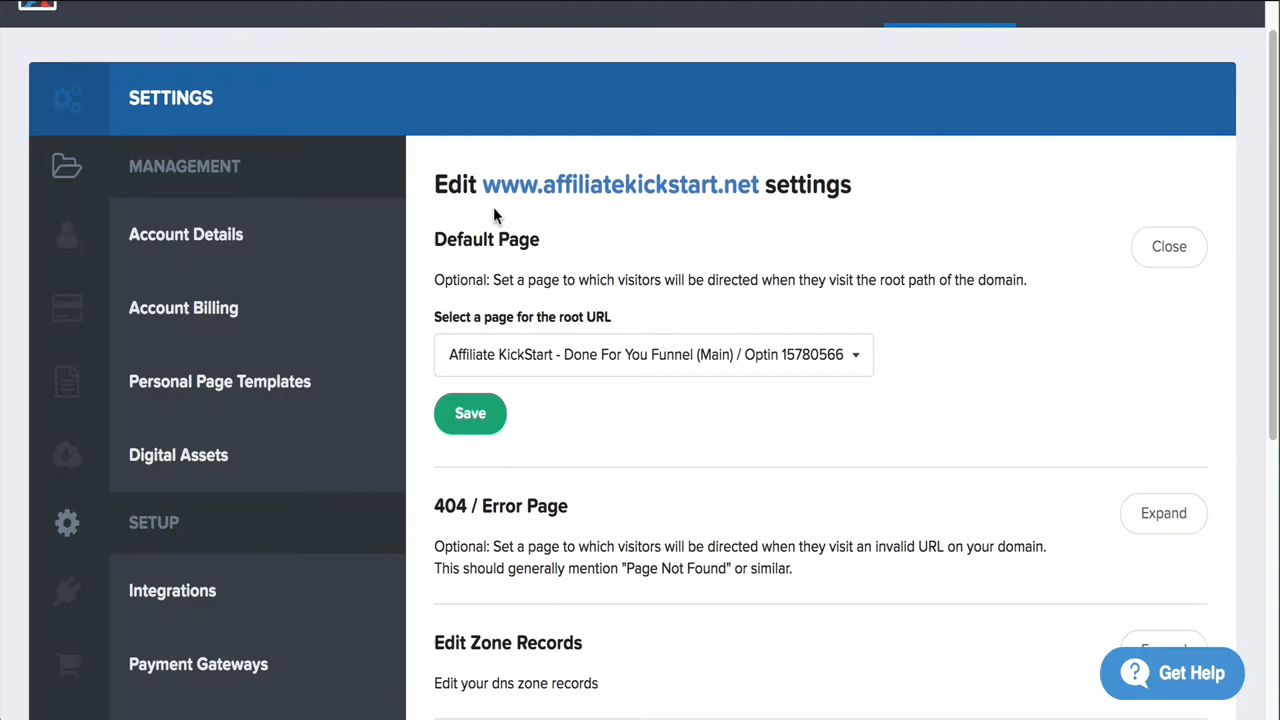 SETTINGS
MANAGEMENT
Account Details
Account Billing
Personal Page Templates
Digital Assets
SETUP
Integrations
Payment Gateways
Edit www.affiliatekickstart.net settings
Default Page
Close
Optional: Set a page to which visitors will be directed when they visit the root path of the domain.
Select a page for the root URL
Affiliate KickStart - Done For You Funnel (Main) / Optin 15780566
Save
404 / Error Page
Expand
Optional: Set a page to which visitors will be directed when they visit an invalid URL on your domain.
This should generally mention "Page Not Found" or similar.
Edit Zone Records
Edit your dns zone records
Get Help